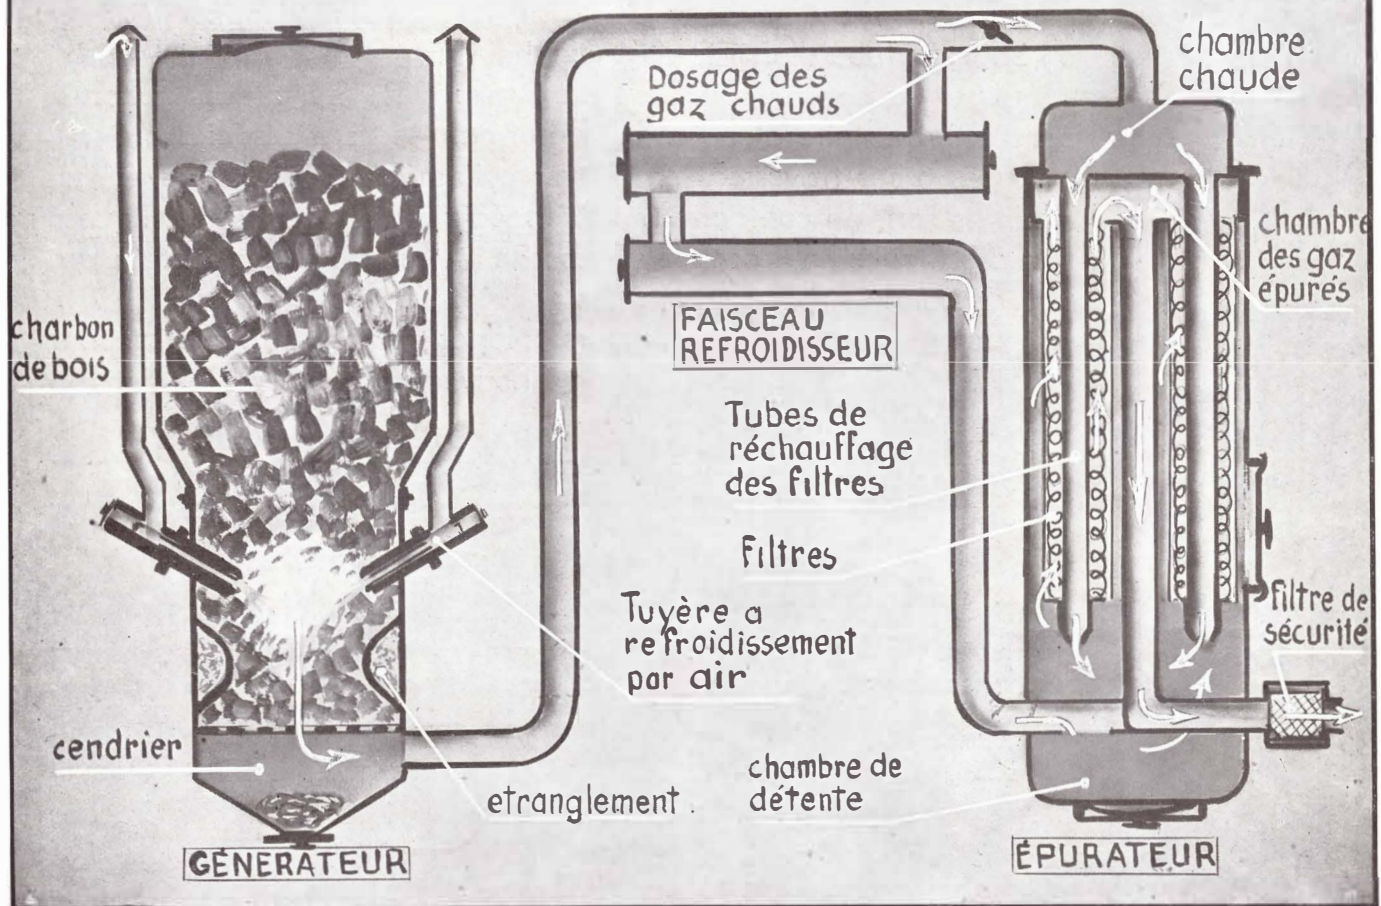 chambre
chaude
Dosage des
gaz chauds
chambre
des gaz
épurés
charbon
de bois
FAISCEAU
REFROIDISSEUR
Tubes de
réchauffage
des filtres
Filtres
Tuyère a
refroidissement
par air
filtre de
sécurité
cendrier
etranglement
chambre de
détente
GÉNERATEUR
ÉPURATEUR